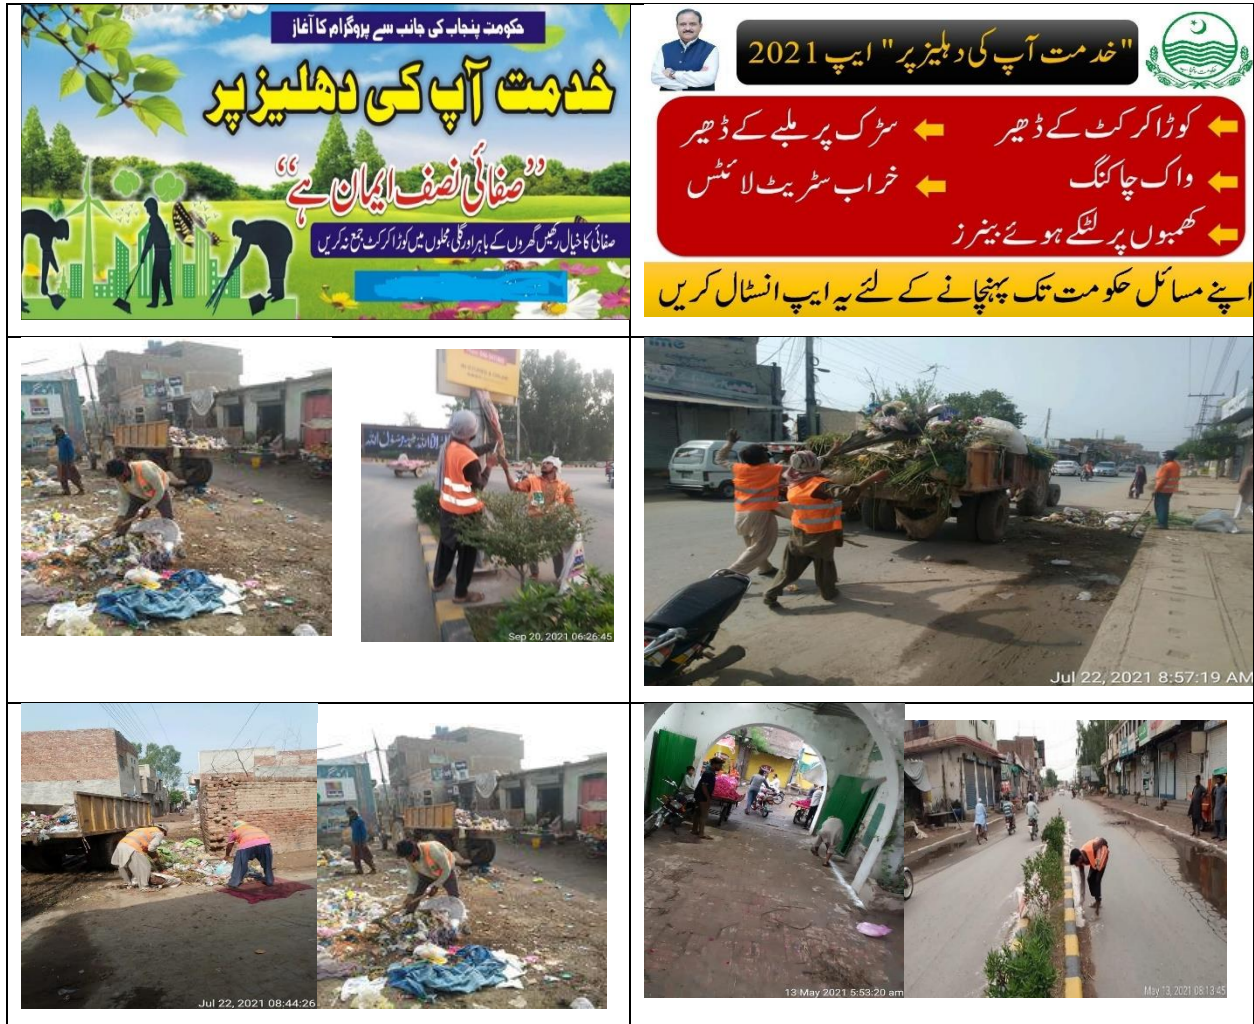 حکومت پنجاب کی جانب سے پروگرام کا آغاز
خدمت آپ کی دھلیز پر
”صفائی نصف ایمان ہے“
صفائی کا خیال رکھیں گھروں کے باہر اور گلی محلوں میں کوڑا کرکٹ جمع نہ کریں
"خدمت آپ کی دہلیز پر" ایپ 2021
کوڑا کرکٹ کے ڈھیر
سڑک پر ملبے کے ڈھیر
واک چاکنگ
خراب سٹریٹ لائٹس
کھمبوں پر لٹکے ہوئے بینرز
اپنے مسائل حکومت تک پہنچانے کے لئے یہ ایپ انسٹال کریں
Sep 20, 2021 06:26:45
Jul 22, 2021 8:57:19 AM
Jul 22, 2021 08:44:26
13 May 2021 5:53:20 am
May 13, 2021 08:13:45